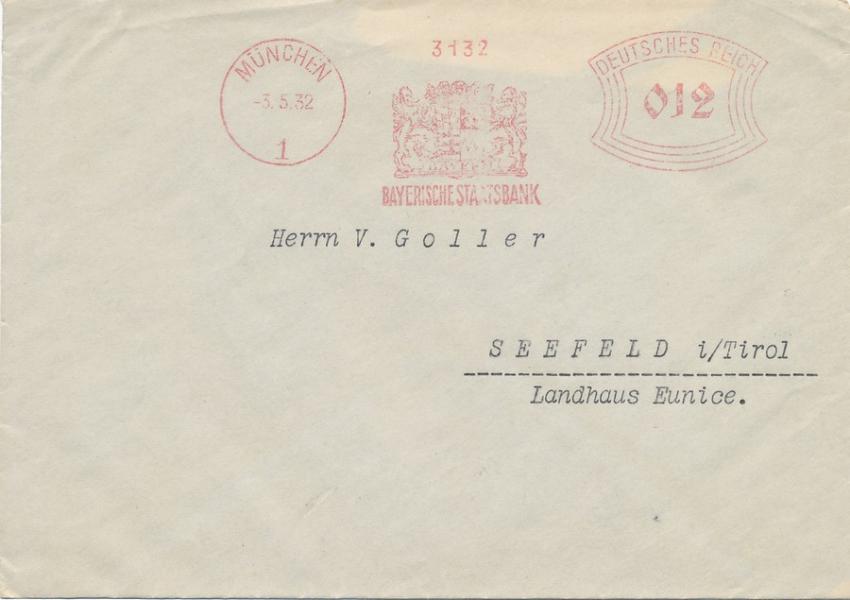 MÜNCHEN
-3.5.32
1
3132
BAYERISCHE STAATSBANK
DEUTSCHES REICH
012
Herrn V. Goller
SEEFELD i/Tirol
Landhaus Eunice.